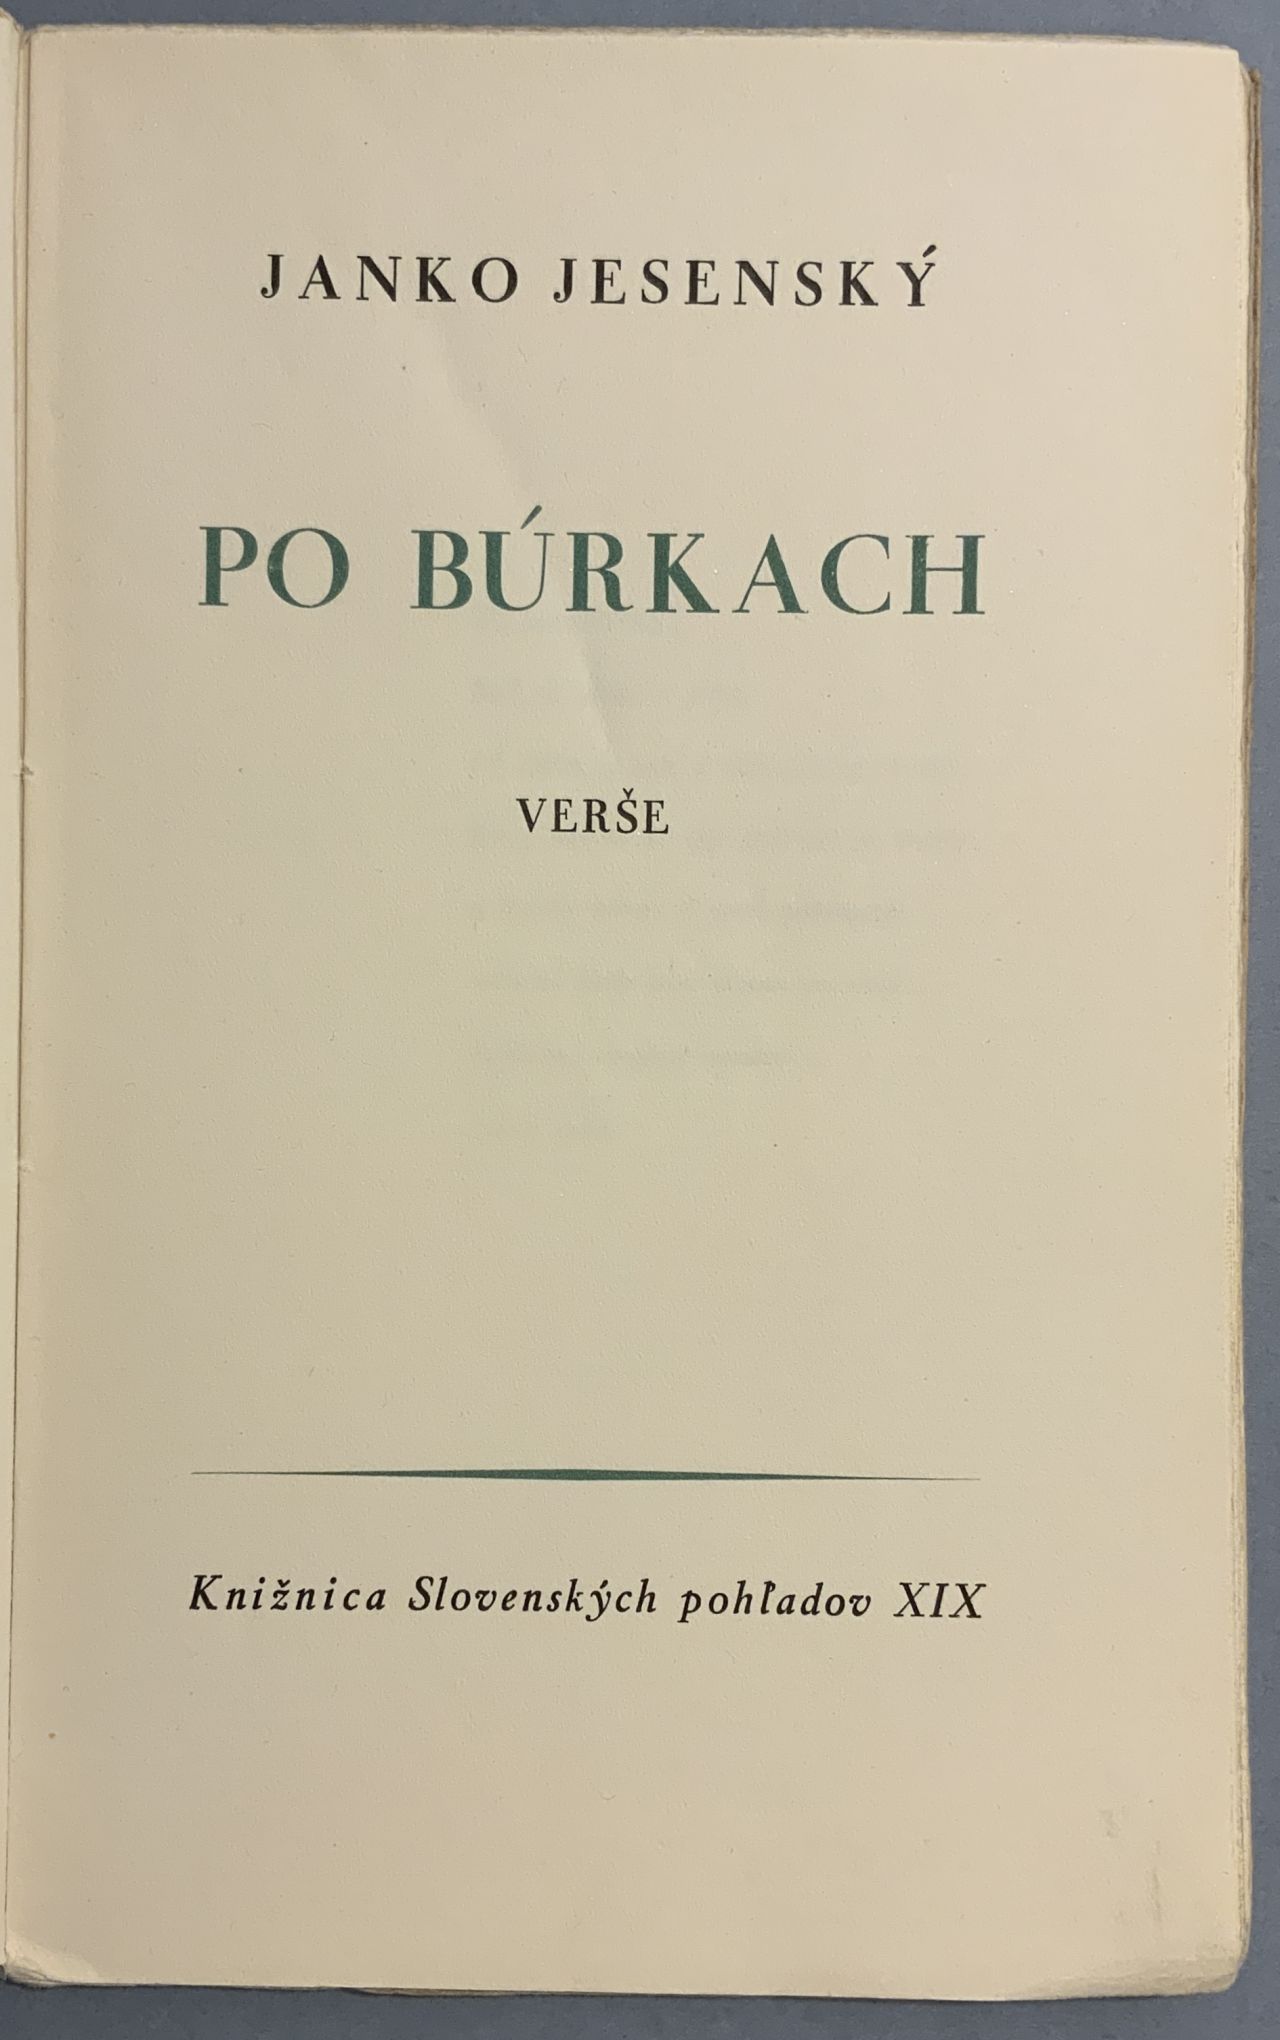 JANKO JESENSKÝ
PO BÚRKACH
VERŠE
Knižnica Slovenských pohľadov XIX